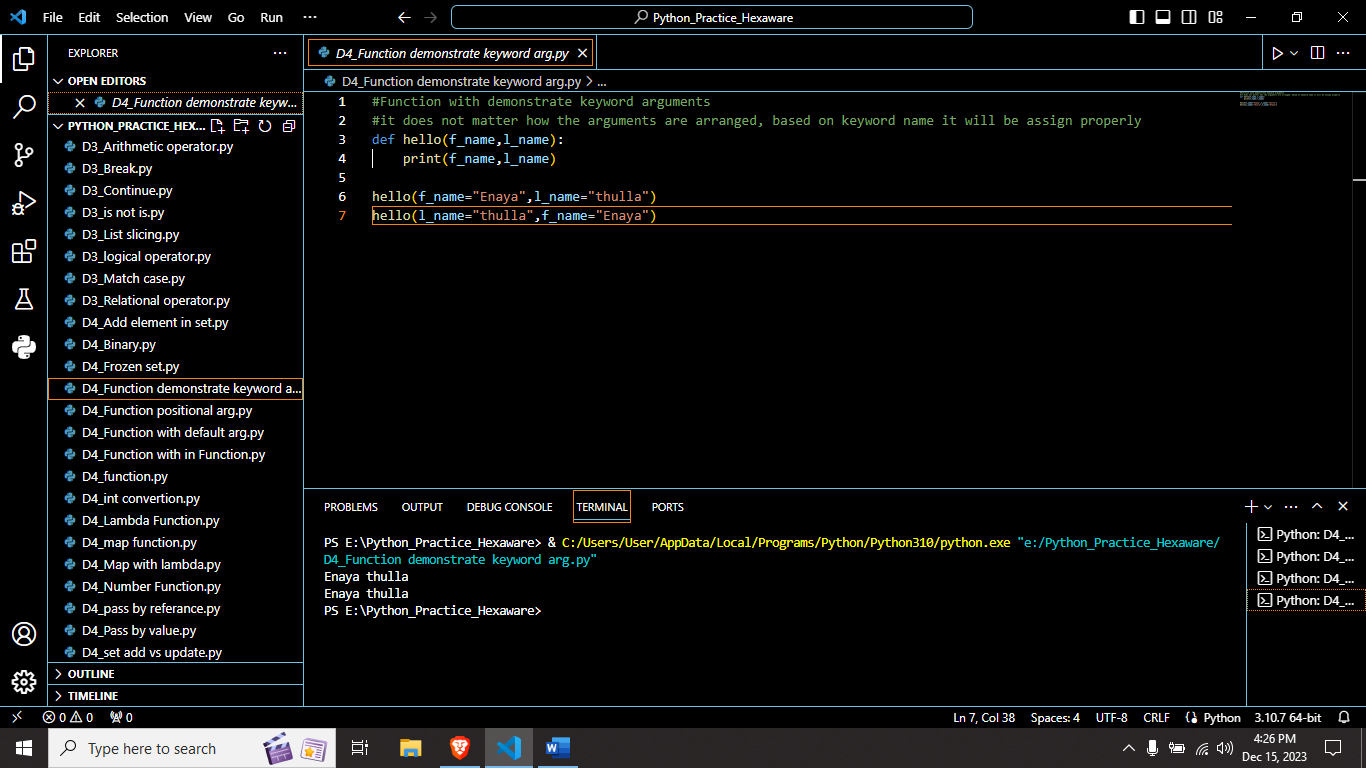 File Edit Selection View Go Run ··· Python_Practice_Hexaware
EXPLORER ···
OPEN EDITORS
D4_Function demonstrate keyw...
PYTHON_PRACTICE_HEX...
D3_Arithmetic operator.py
D3_Break.py
D3_Continue.py
D3_is not is.py
D3_List slicing.py
D3_logical operator.py
D3_Match case.py
D3_Relational operator.py
D4_Add element in set.py
D4_Binary.py
D4_Frozen set.py
D4_Function demonstrate keyword a...
D4_Function positional arg.py
D4_Function with default arg.py
D4_Function with in Function.py
D4_function.py
D4_int convertion.py
D4_Lambda Function.py
D4_map function.py
D4_Map with lambda.py
D4_Number Function.py
D4_pass by referance.py
D4_Pass by value.py
D4_set add vs update.py
OUTLINE
TIMELINE
D4_Function demonstrate keyword arg.py
D4_Function demonstrate keyword arg.py > ...
1 #Function with demonstrate keyword arguments
2 #it does not matter how the arguments are arranged, based on keyword name it will be assign properly
3 def hello(f_name,l_name):
4     print(f_name,l_name)
5
6 hello(f_name="Enaya",l_name="thulla")
7 hello(l_name="thulla",f_name="Enaya")
PROBLEMS OUTPUT DEBUG CONSOLE TERMINAL PORTS
PS E:\Python_Practice_Hexaware> & C:/Users/User/AppData/Local/Programs/Python/Python310/python.exe "e:/Python_Practice_Hexaware/
D4_Function demonstrate keyword arg.py"
Enaya thulla
Enaya thulla
PS E:\Python_Practice_Hexaware>
Python: D4_...
Python: D4_...
Python: D4_...
Python: D4_...
0 0 0 Ln 7, Col 38 Spaces: 4 UTF-8 CRLF Python 3.10.7 64-bit
Type here to search
4:26 PM
Dec 15, 2023